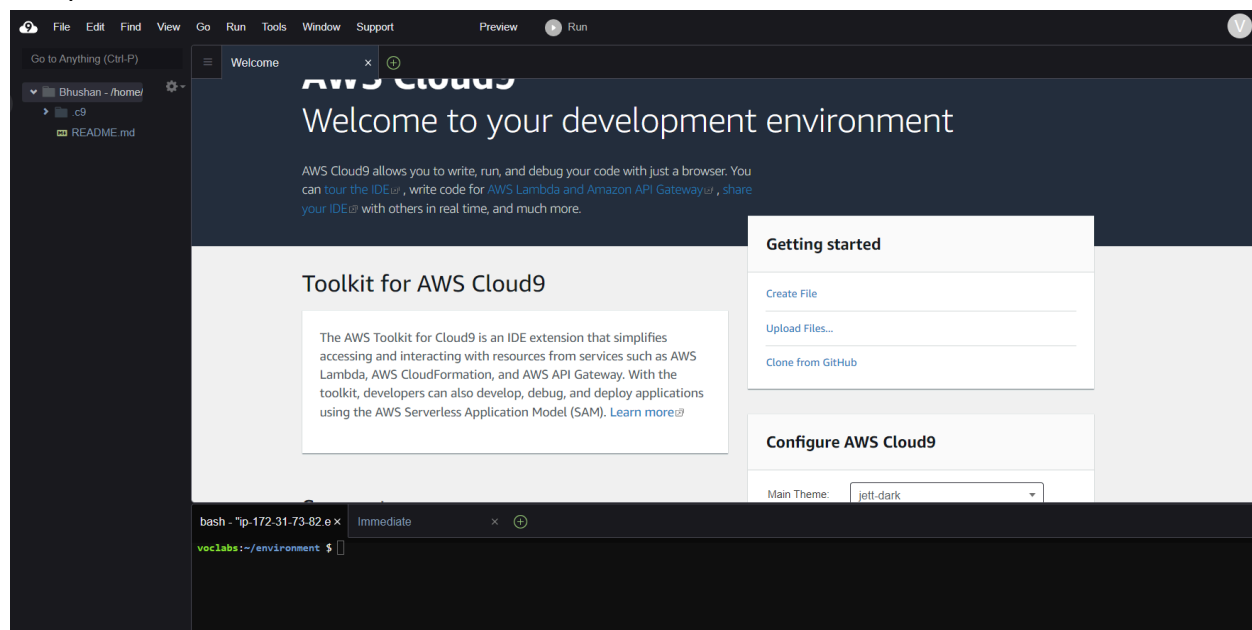 File Edit Find View Go Run Tools Window Support Preview Run V
Go to Anything (Ctrl-P)
Welcome
Bhushan - /home/
.c9
README.md
AWS Cloud9
Welcome to your development environment
AWS Cloud9 allows you to write, run, and debug your code with just a browser. You
can tour the IDE, write code for AWS Lambda and Amazon API Gateway, share
your IDE with others in real time, and much more.
Getting started
Create File
Upload Files...
Clone from GitHub
Toolkit for AWS Cloud9
The AWS Toolkit for Cloud9 is an IDE extension that simplifies
accessing and interacting with resources from services such as AWS
Lambda, AWS CloudFormation, and AWS API Gateway. With the
toolkit, developers can also develop, debug, and deploy applications
using the AWS Serverless Application Model (SAM). Learn more
Configure AWS Cloud9
Main Theme: jett-dark
bash - "ip-172-31-73-82.e Immediate
voclabs:~/environment $